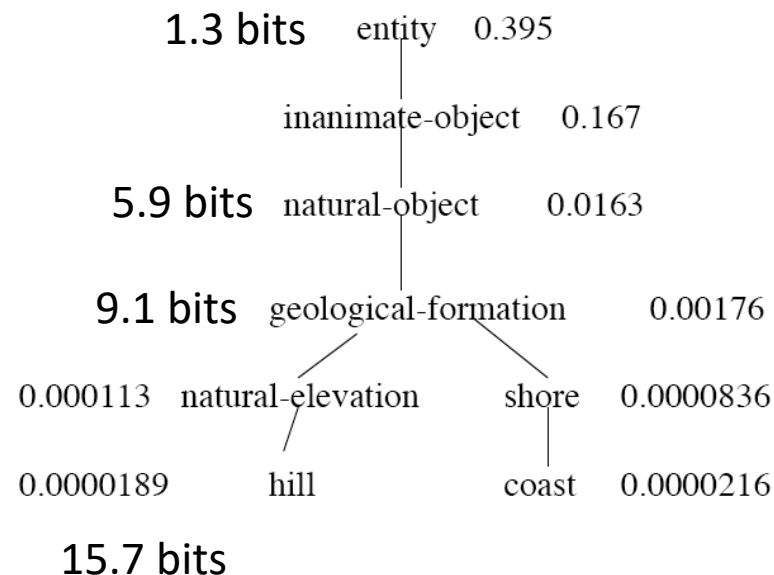 1.3 bits entity 0.395
inanimate-object 0.167
5.9 bits natural-object 0.0163
9.1 bits geological-formation 0.00176
0.000113 natural-elevation shore 0.0000836
0.0000189 hill coast 0.0000216
15.7 bits